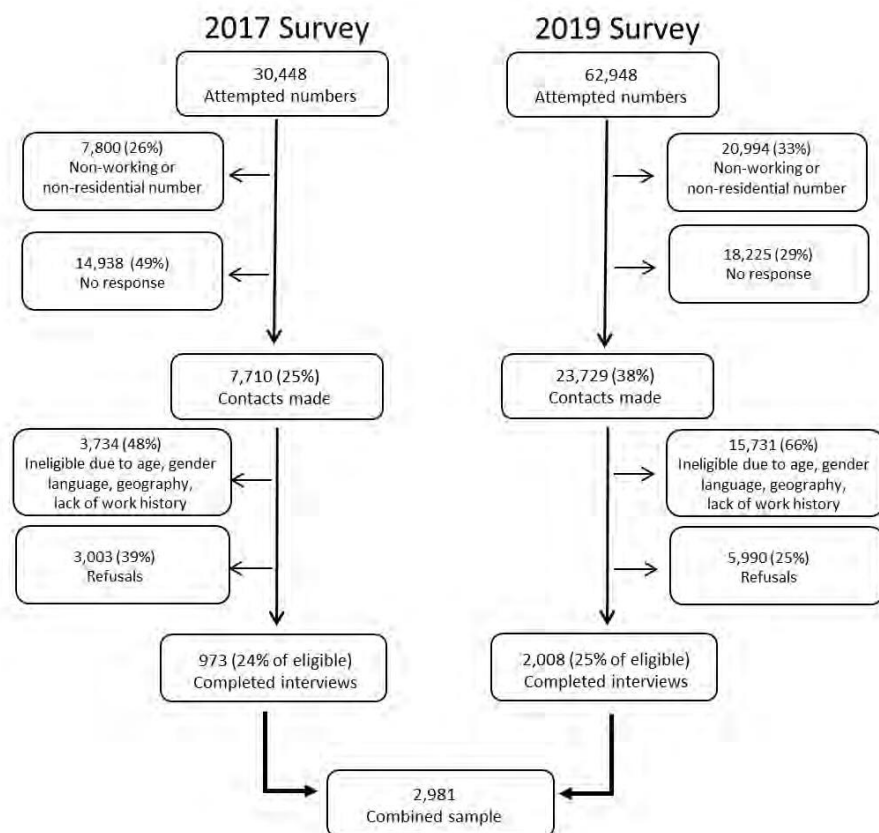 2017 Survey
30,448
Attempted numbers
7,800 (26%)
Non-working or
non-residential number
14,938 (49%)
No response
7,710 (25%)
Contacts made
3,734 (48%)
Ineligible due to age, gender
language, geography,
lack of work history
3,003 (39%)
Refusals
973 (24% of eligible)
Completed interviews
2019 Survey
62,948
Attempted numbers
20,994 (33%)
Non-working or
non-residential number
18,225 (29%)
No response
23,729 (38%)
Contacts made
15,731 (66%)
Ineligible due to age, gender
language, geography,
lack of work history
5,990 (25%)
Refusals
2,008 (25% of eligible)
Completed interviews
2,981
Combined sample